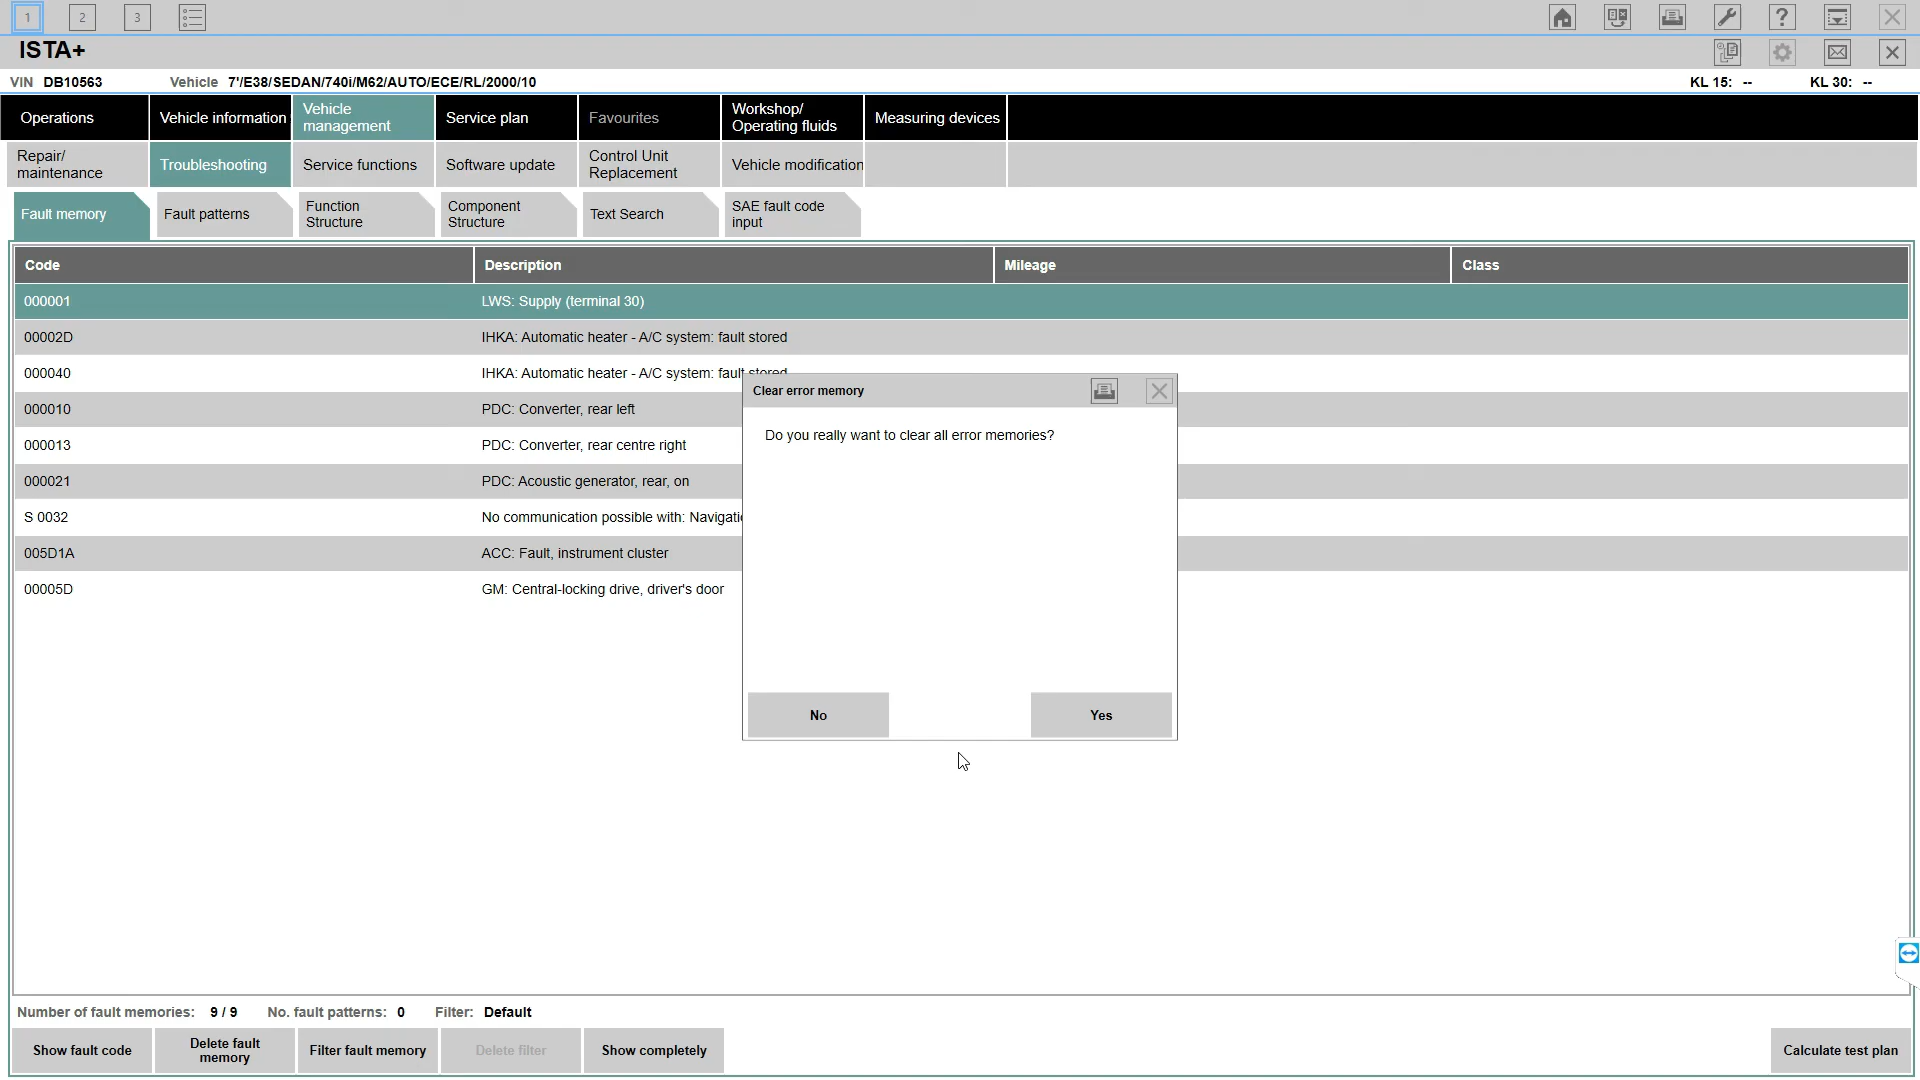 1 2 3
ISTA+
VIN DB10563 Vehicle 7'/E38/SEDAN/740i/M62/AUTO/ECE/RL/2000/10 KL 15: -- KL 30: --
Operations
Vehicle information
Vehicle
management
Service plan
Favourites
Workshop/
Operating fluids
Measuring devices
Repair/
maintenance
Troubleshooting
Service functions
Software update
Control Unit
Replacement
Vehicle modification
Fault memory
Fault patterns
Function
Structure
Component
Structure
Text Search
SAE fault code
input
Code Description Mileage Class
000001 LWS: Supply (terminal 30)
00002D IHKA: Automatic heater - A/C system: fault stored
000040 IHKA: Automatic heater - A/C system: fault stored
000010 PDC: Converter, rear left
000013 PDC: Converter, rear centre right
000021 PDC: Acoustic generator, rear, on
S 0032 No communication possible with: Navigati
005D1A ACC: Fault, instrument cluster
00005D GM: Central-locking drive, driver's door
Clear error memory
Do you really want to clear all error memories?
No Yes
Number of fault memories: 9 / 9 No. fault patterns: 0 Filter: Default
Show fault code
Delete fault
memory
Filter fault memory
Delete filter
Show completely
Calculate test plan